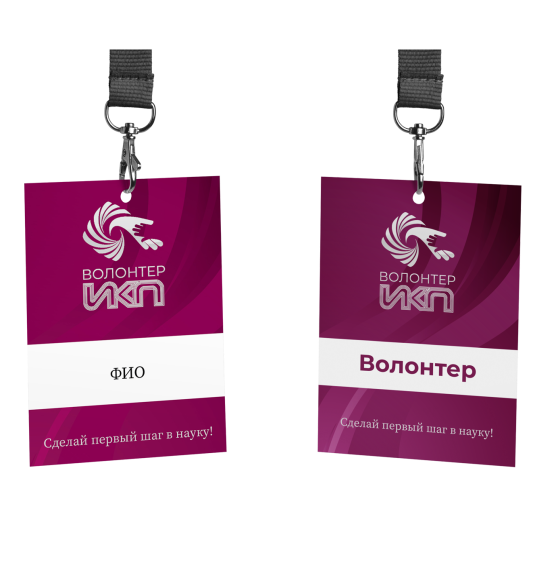 ВОЛОНТЕР
ИКП
ФИО
Сделай первый шаг в науку!
ВОЛОНТЕР
ИКП
Волонтер
Сделай первый шаг в науку!